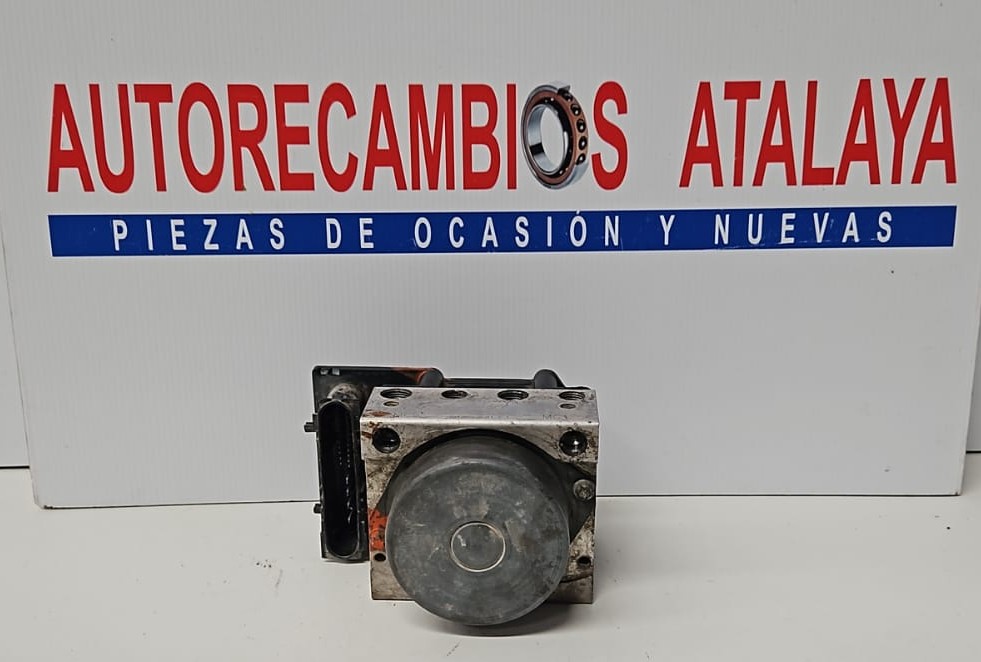 AUTORECAMBIOS ATALAYA
PIEZAS DE OCASIÓN Y NUEVAS